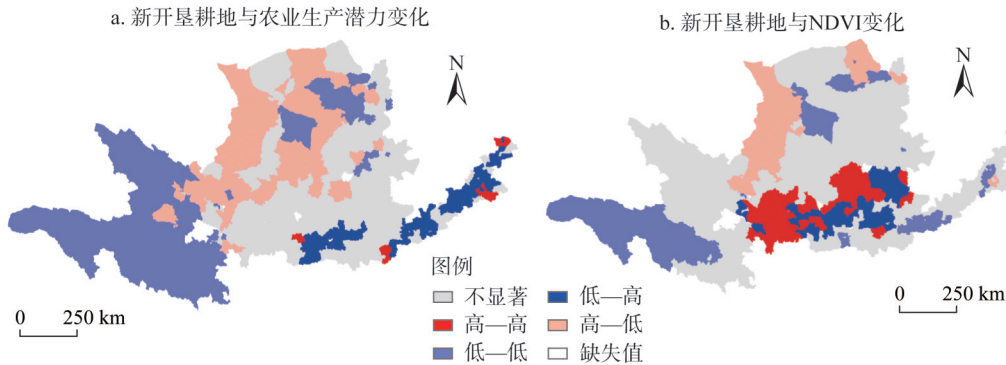 a. 新开垦耕地与农业生产潜力变化
b. 新开垦耕地与NDVI变化
N
N
图例
不显著
低—高
高—高
高—低
低—低
缺失值
0 250 km
0 250 km